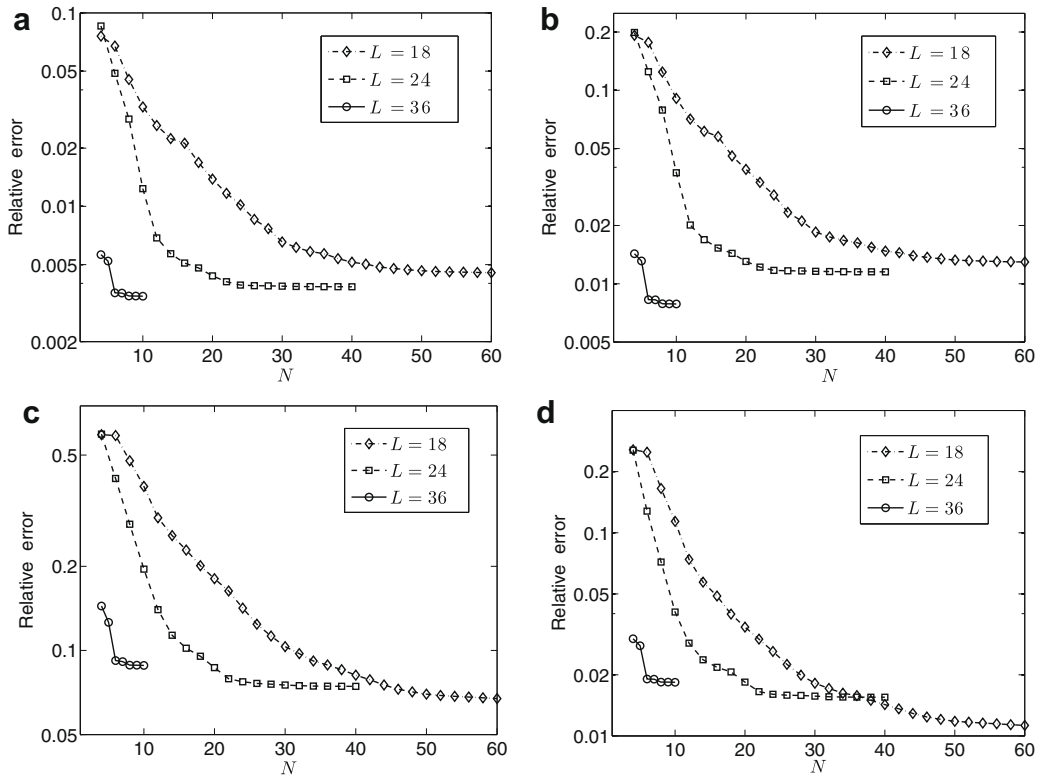 a
0.1
0.05
0.02
0.01
0.005
0.002
Relative error
10 20 30 40 50 60
N
L = 18
L = 24
L = 36
b
0.2
0.1
0.05
0.02
0.01
0.005
Relative error
10 20 30 40 50 60
N
L = 18
L = 24
L = 36
c
0.5
0.2
0.1
0.05
Relative error
10 20 30 40 50 60
N
L = 18
L = 24
L = 36
d
0.2
0.1
0.05
0.02
0.01
Relative error
10 20 30 40 50 60
N
L = 18
L = 24
L = 36